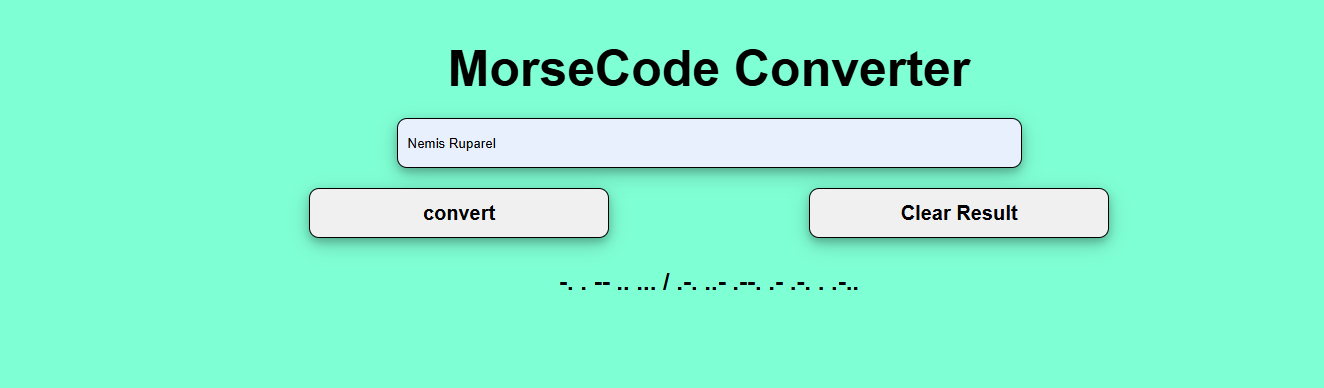 MorseCode Converter
Nemis Ruparel
convert
Clear Result
-. . -- .. ... / .-. ..- .--. .- .-. . .-..